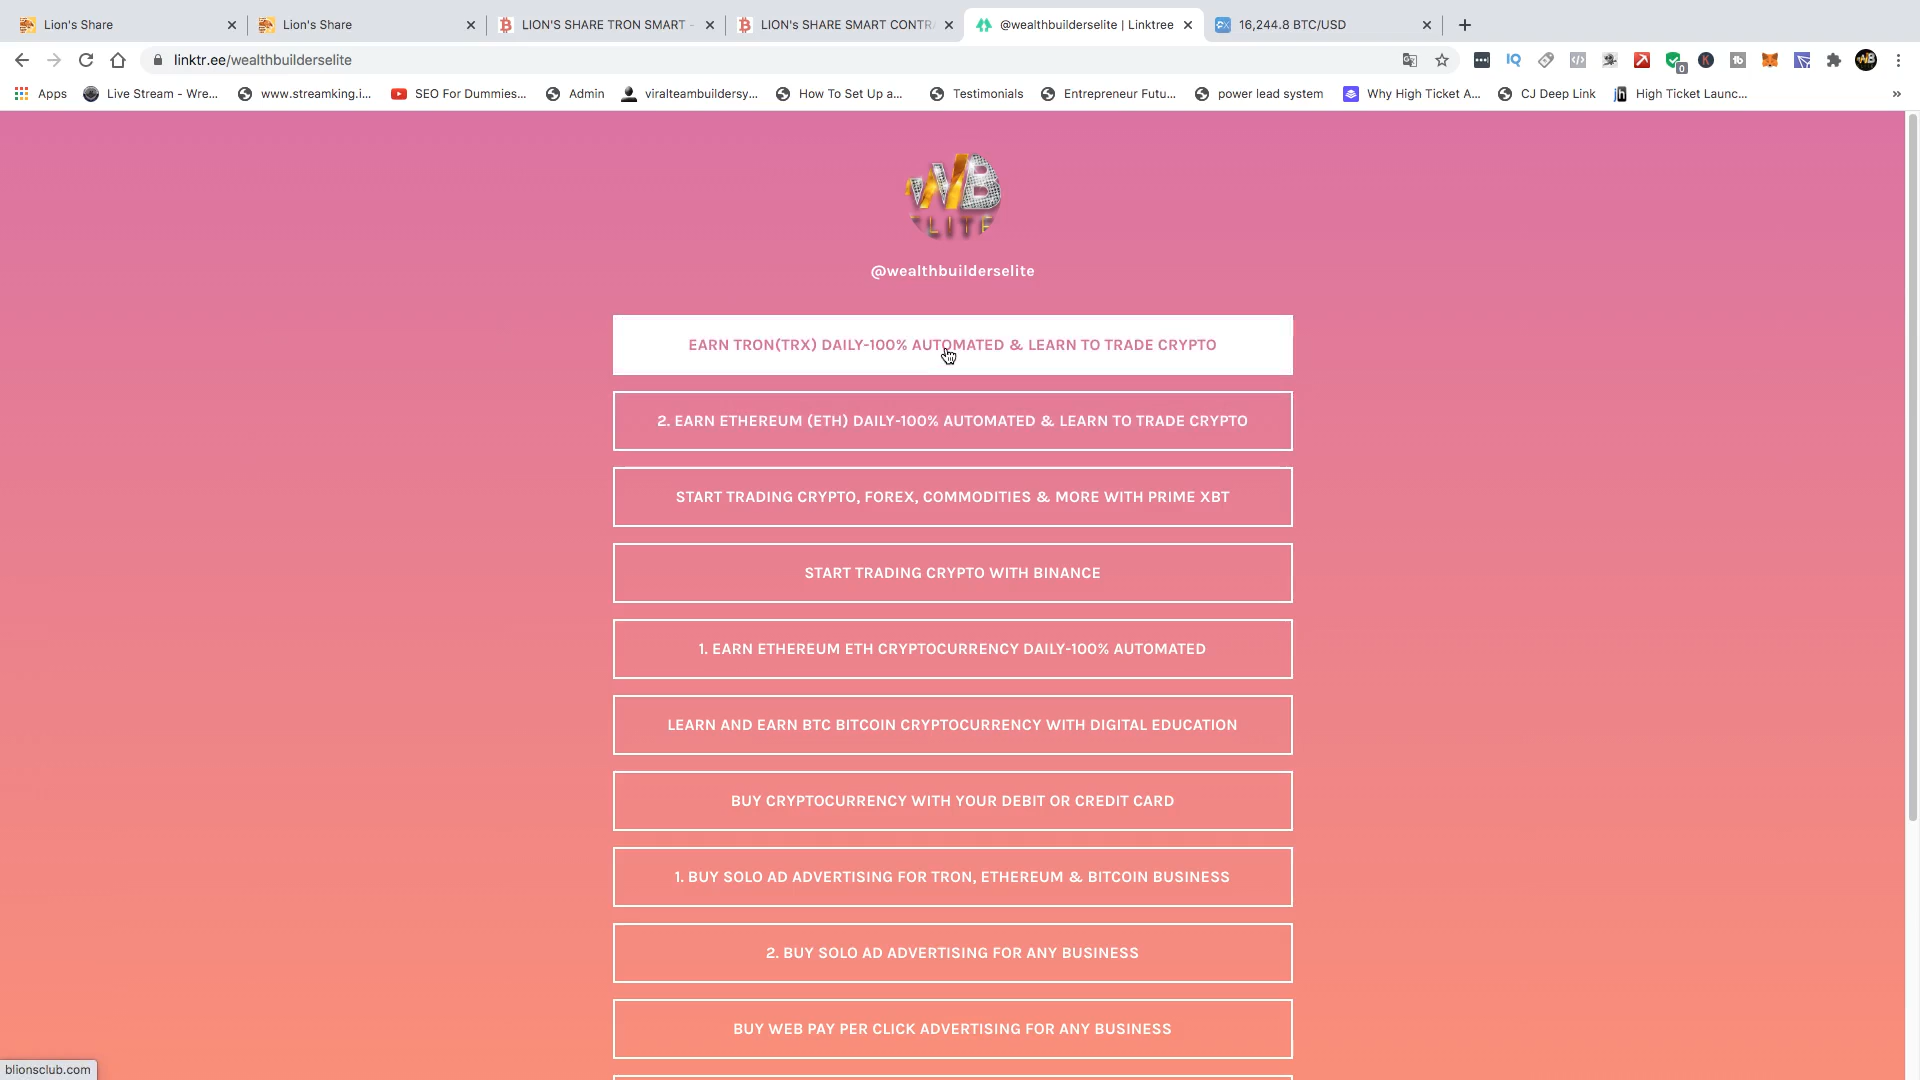 Lion's Share
Lion's Share
LION'S SHARE TRON SMART -
LION's SHARE SMART CONTR
@wealthbuilderselite | Linktree
16,244.8 BTC/USD
linktr.ee/wealthbuilderselite
Apps
Live Stream - Wre...
www.streamking.i...
SEO For Dummies...
Admin
viralteambuildersy...
How To Set Up a...
Testimonials
Entrepreneur Futu...
power lead system
Why High Ticket A...
CJ Deep Link
High Ticket Launc...
WB
ELITE
@wealthbuilderselite
EARN TRON(TRX) DAILY-100% AUTOMATED & LEARN TO TRADE CRYPTO
2. EARN ETHEREUM (ETH) DAILY-100% AUTOMATED & LEARN TO TRADE CRYPTO
START TRADING CRYPTO, FOREX, COMMODITIES & MORE WITH PRIME XBT
START TRADING CRYPTO WITH BINANCE
1. EARN ETHEREUM ETH CRYPTOCURRENCY DAILY-100% AUTOMATED
LEARN AND EARN BTC BITCOIN CRYPTOCURRENCY WITH DIGITAL EDUCATION
BUY CRYPTOCURRENCY WITH YOUR DEBIT OR CREDIT CARD
1. BUY SOLO AD ADVERTISING FOR TRON, ETHEREUM & BITCOIN BUSINESS
2. BUY SOLO AD ADVERTISING FOR ANY BUSINESS
BUY WEB PAY PER CLICK ADVERTISING FOR ANY BUSINESS
blionsclub.com